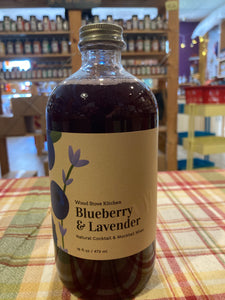 Wood Stove Kitchen
Blueberry
& Lavender
Natural Cocktail & Mocktail Mixer
16 fl oz / 473 ml